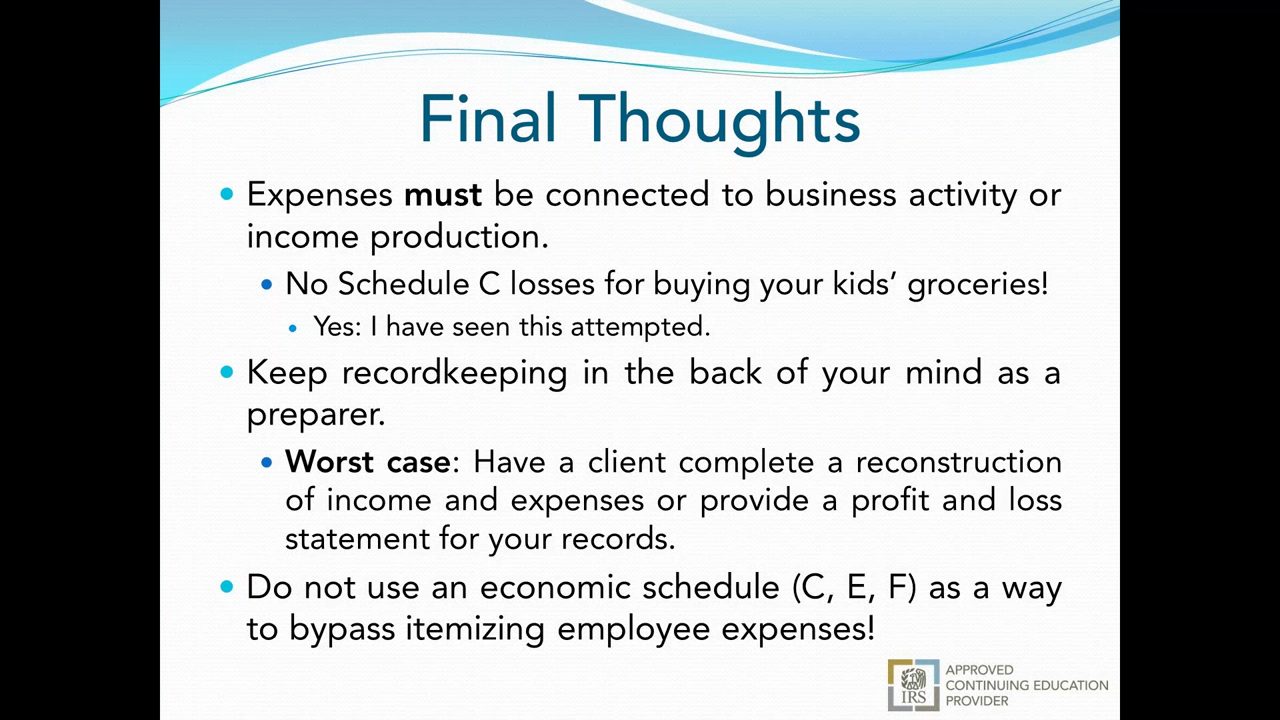 Final Thoughts
Expenses must be connected to business activity or
income production.
No Schedule C losses for buying your kids’ groceries!
Yes: I have seen this attempted.
Keep recordkeeping in the back of your mind as a
preparer.
Worst case: Have a client complete a reconstruction
of income and expenses or provide a profit and loss
statement for your records.
Do not use an economic schedule (C, E, F) as a way
to bypass itemizing employee expenses!
IRS
APPROVED
CONTINUING EDUCATION
PROVIDER